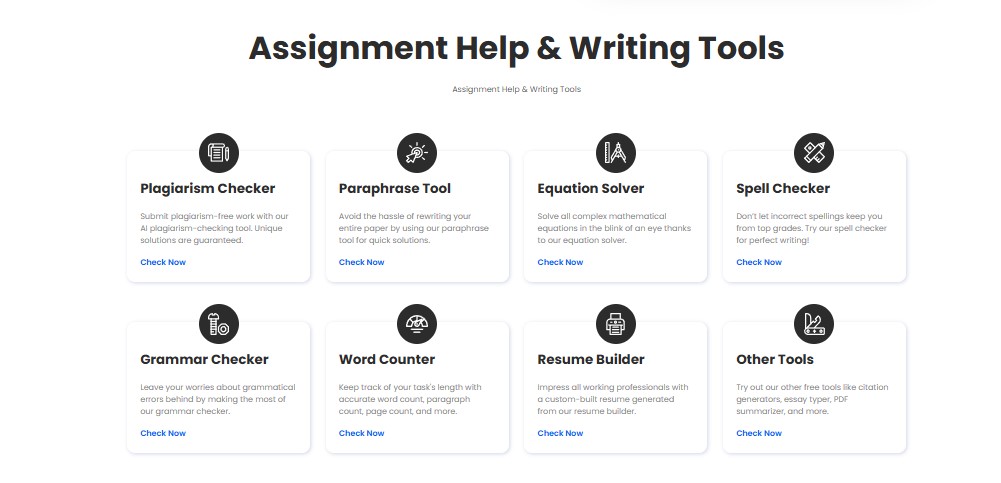 Assignment Help & Writing Tools
Assignment Help & Writing Tools
Plagiarism Checker
Submit plagiarism-free work with our
AI plagiarism-checking tool. Unique
solutions are guaranteed.
Check Now
Paraphrase Tool
Avoid the hassle of rewriting your
entire paper by using our paraphrase
tool for quick solutions.
Check Now
Equation Solver
Solve all complex mathematical
equations in the blink of an eye thanks
to our equation solver.
Check Now
Spell Checker
Don't let incorrect spellings keep you
from top grades. Try our spell checker
for perfect writing!
Check Now
Grammar Checker
Leave your worries about grammatical
errors behind by making the most of
our grammar checker.
Check Now
Word Counter
Keep track of your task's length with
accurate word count, paragraph
count, page count, and more.
Check Now
Resume Builder
Impress all working professionals with
a custom-built resume generated
from our resume builder.
Check Now
Other Tools
Try out our other free tools like citation
generators, essay typer, PDF
summarizer, and more.
Check Now